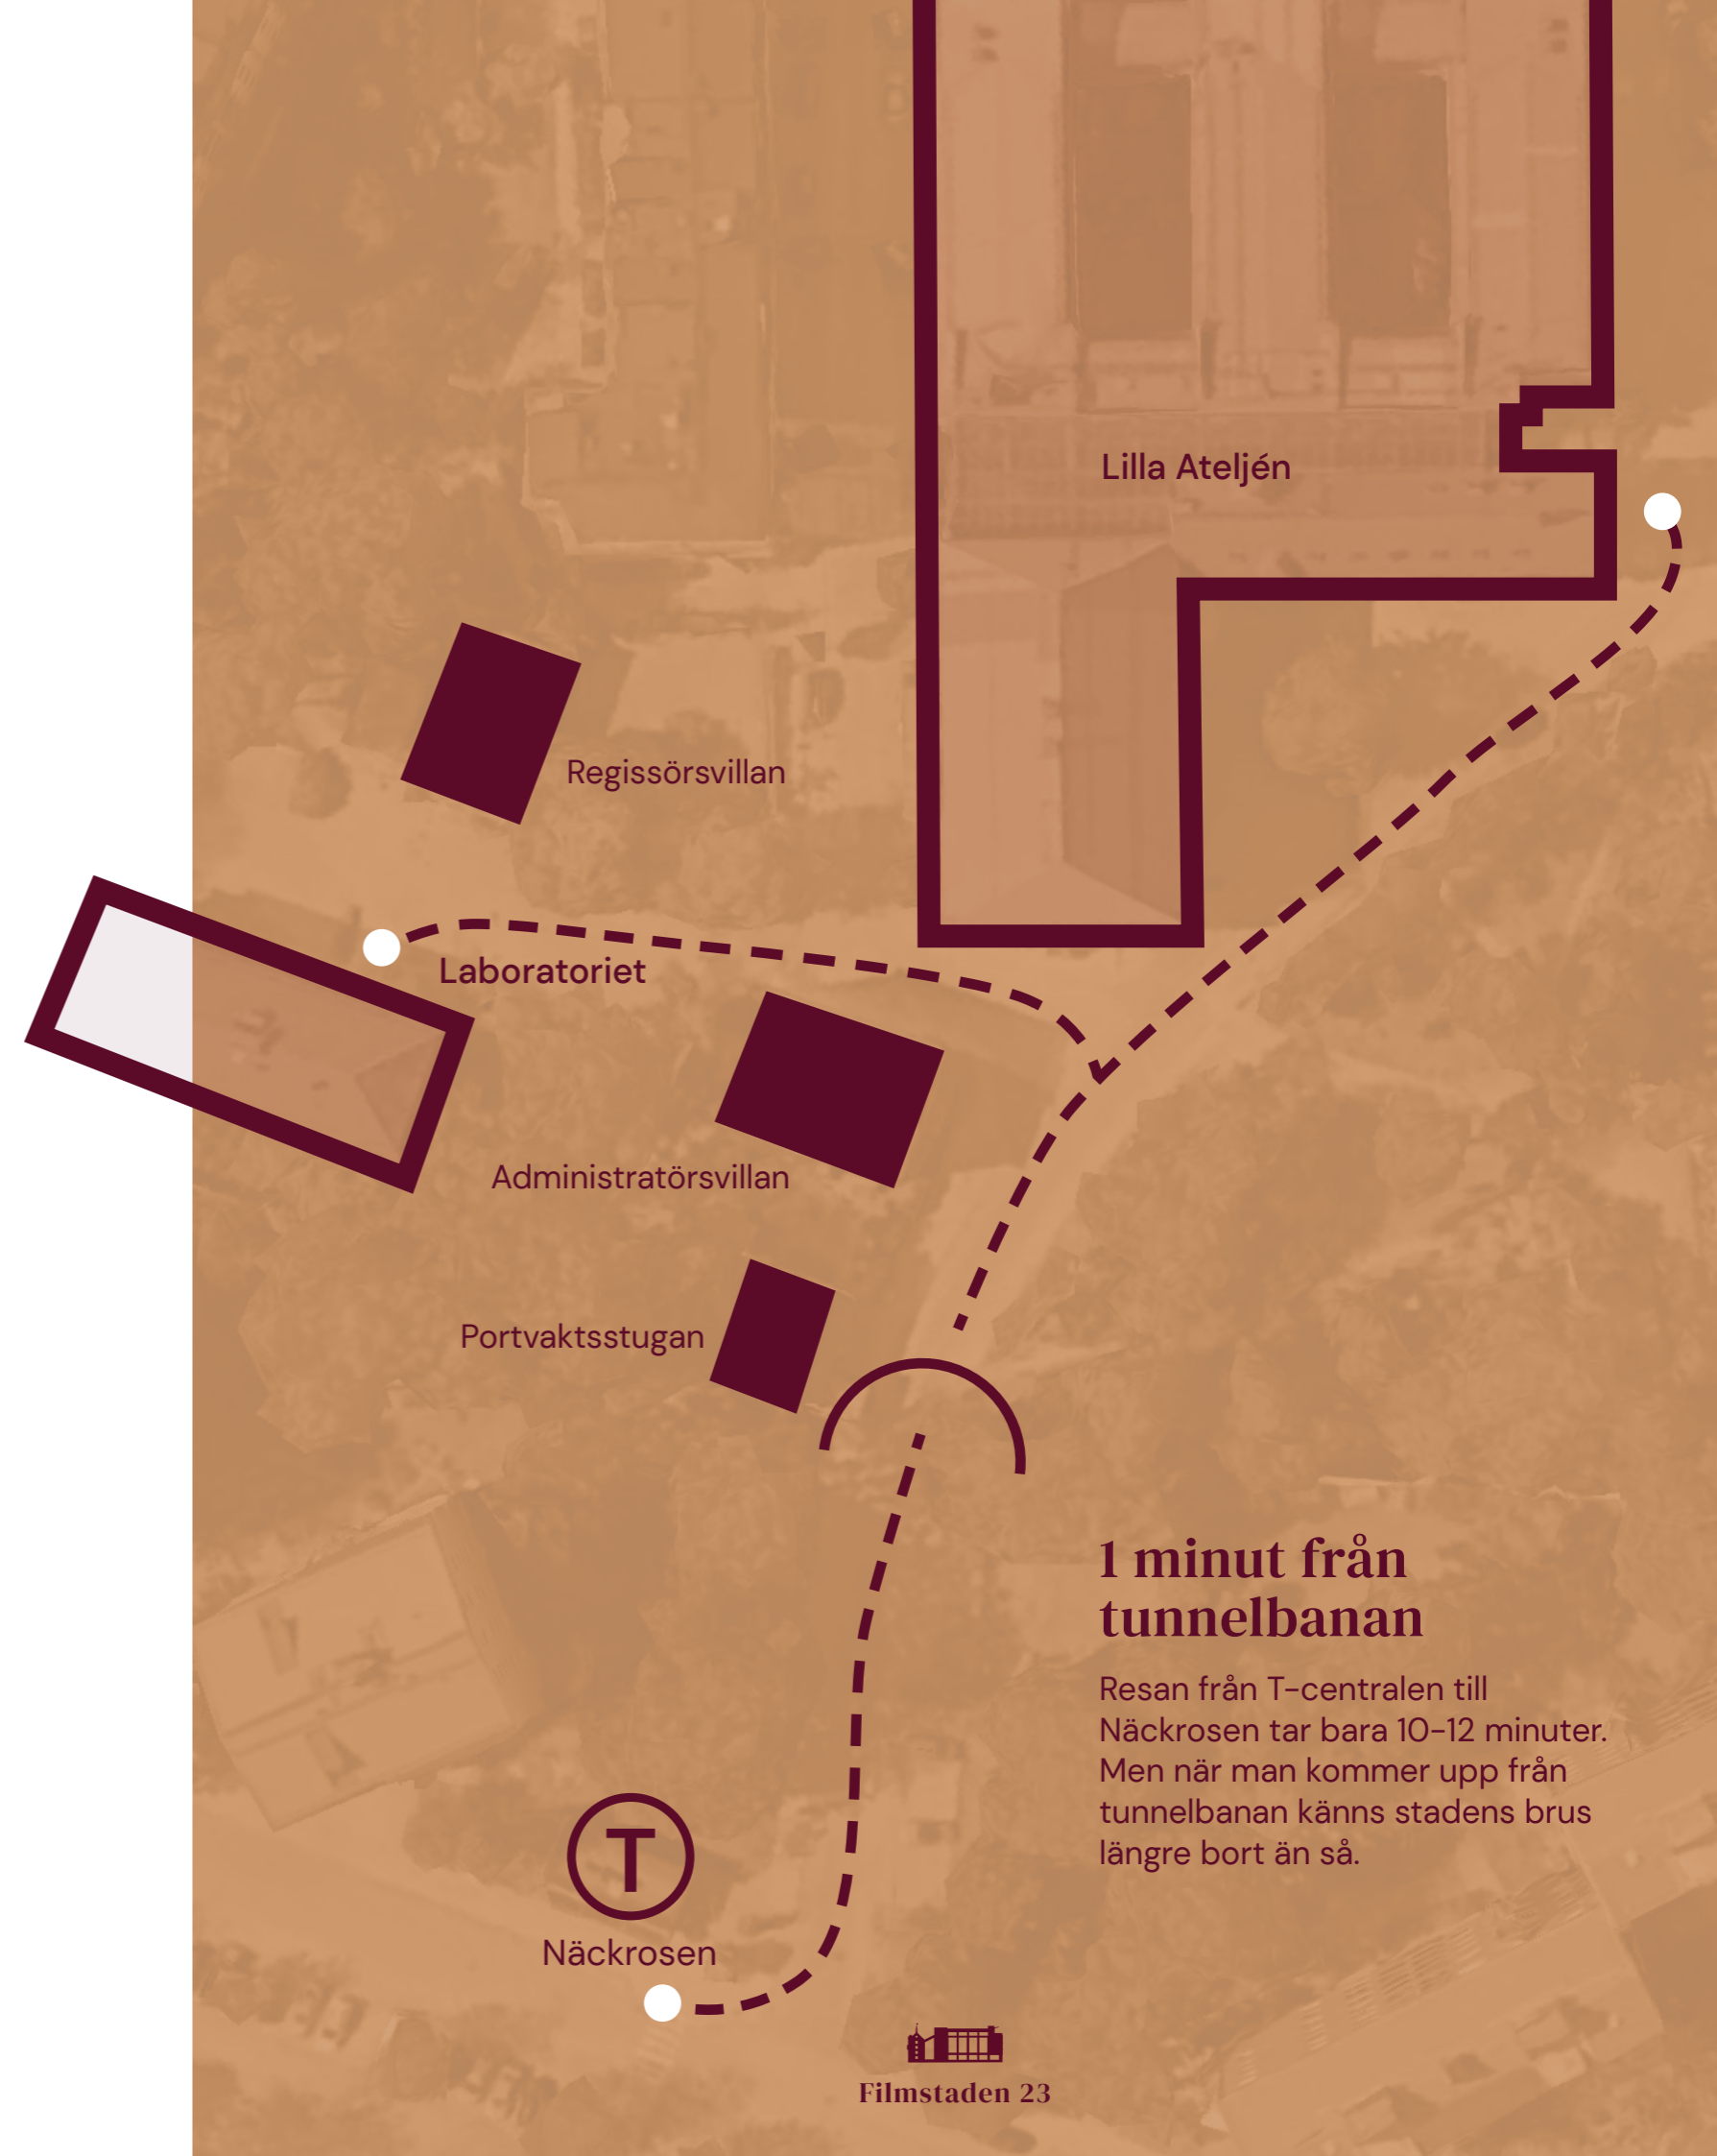 Lilla Ateljén
Regissörsvillan
Laboratoriet
Administratörsvillan
Portvaktsstugan
1 minut från
tunnelbanan
Resan från T-centralen till
Näckrosen tar bara 10-12 minuter.
Men när man kommer upp från
tunnelbanan känns stadens brus
längre bort än så.
T
Näckrosen
Filmstaden 23